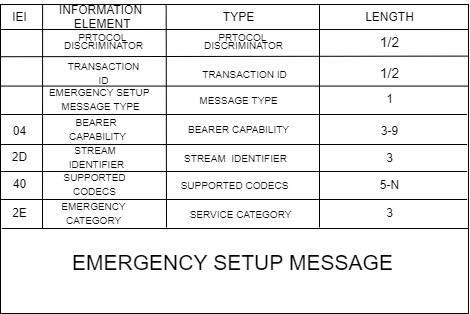 IEI INFORMATION ELEMENT TYPE LENGTH
PRTOCOL DISCRIMINATOR PRTOCOL DISCRIMINATOR 1/2
TRANSACTION ID TRANSACTION ID 1/2
EMERGENCY SETUP MESSAGE TYPE MESSAGE TYPE 1
04 BEARER CAPABILITY BEARER CAPABILITY 3-9
2D STREAM IDENTIFIER STREAM IDENTIFIER 3
40 SUPPORTED CODECS SUPPORTED CODECS 5-N
2E EMERGENCY CATEGORY SERVICE CATEGORY 3
EMERGENCY SETUP MESSAGE